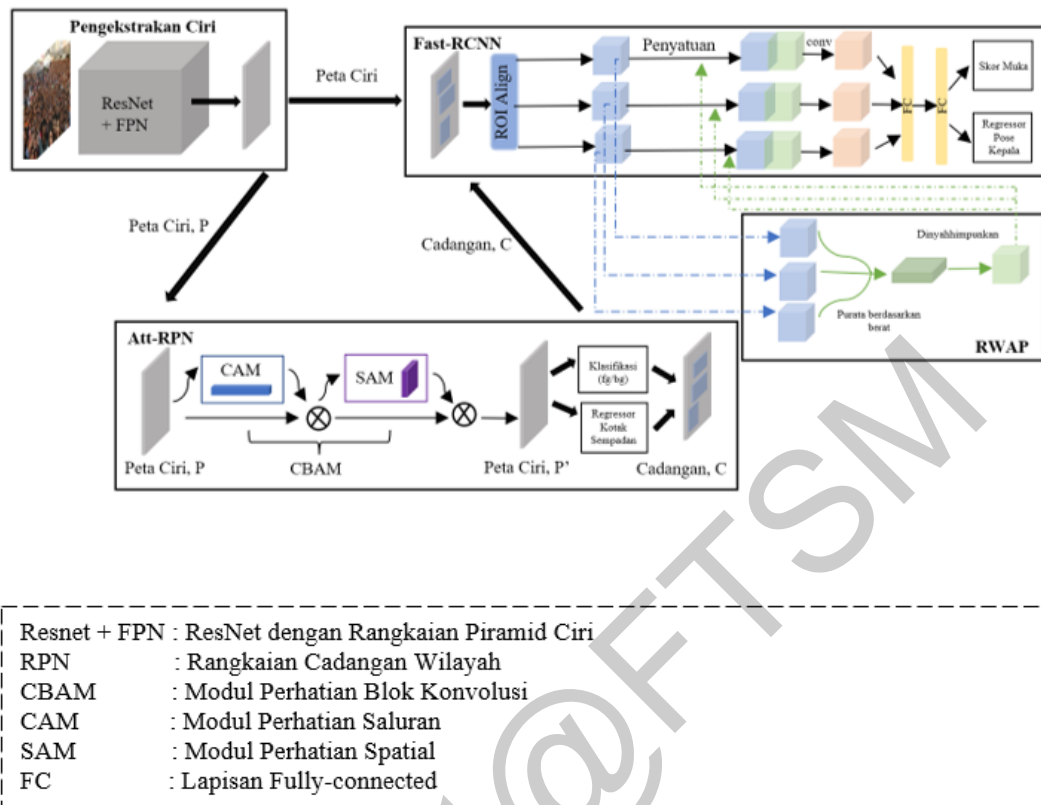 Pengekstrakan Ciri
ResNet
+ FPN
Peta Ciri
Fast-RCNN
ROI Align
Penyatuan
conv
FC
FC
Skor Muka
Regressor
Pose
Kepala
Peta Ciri, P
Cadangan, C
Dinyahhimpunkan
Purata berdasarkan
berat
RWAP
Att-RPN
CAM
SAM
Klasifikasi
(fg/bg)
Regressor
Kotak
Sempadan
Peta Ciri, P
CBAM
Peta Ciri, P'
Cadangan, C
Resnet + FPN : ResNet dengan Rangkaian Piramid Ciri
RPN : Rangkaian Cadangan Wilayah
CBAM : Modul Perhatian Blok Konvolusi
CAM : Modul Perhatian Saluran
SAM : Modul Perhatian Spatial
FC : Lapisan Fully-connected
@FTSM